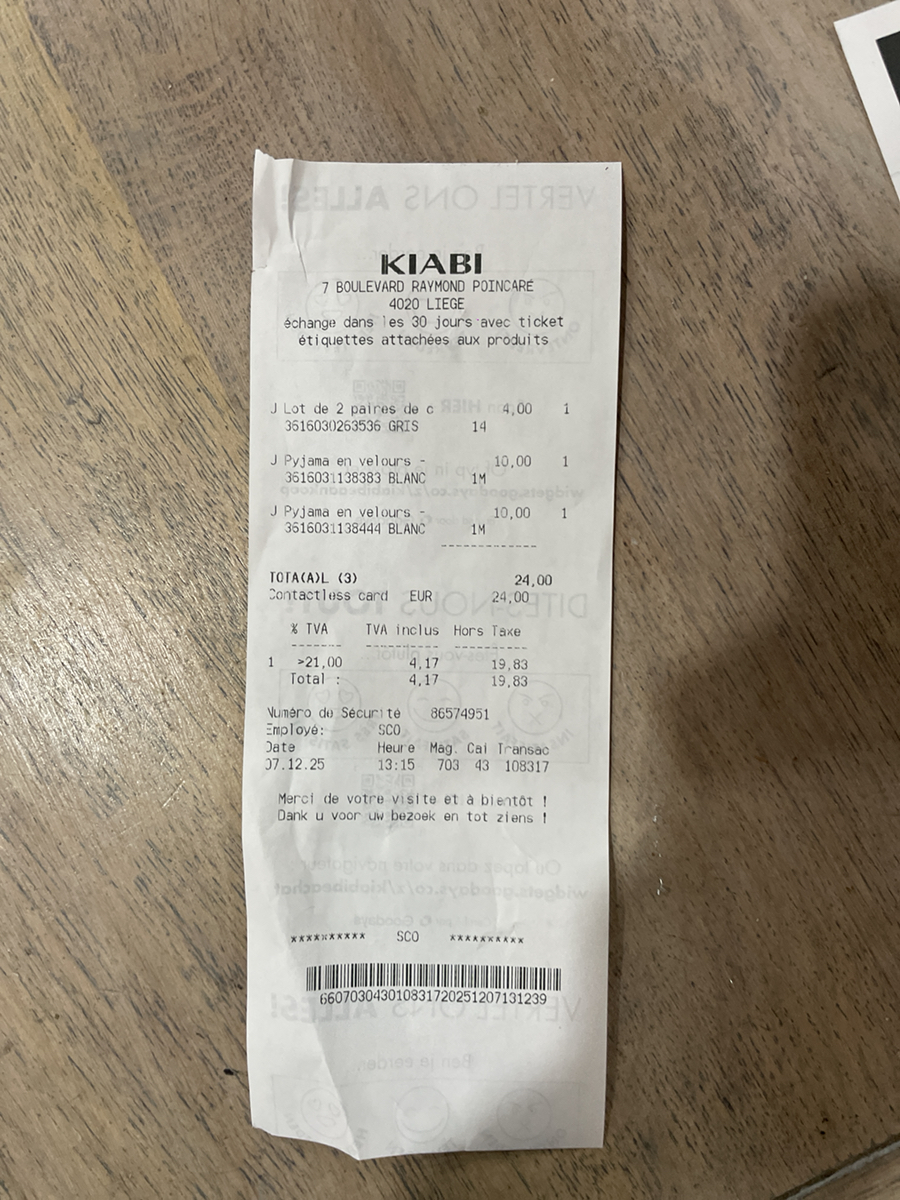 KIABI
7 BOULEVARD RAYMOND POINCARÉ
4020 LIEGE
échange dans les 30 jours avec ticket
étiquettes attachées aux produits
J Lot de 2 paires de c 4,00 1
3616030263536 GRIS 14
J Pyjama en velours - 10,00 1
3616031138383 BLANC 1M
J Pyjama en velours - 10,00 1
3616031138444 BLANC 1M
------------
TOTA(A)L (3) 24,00
Contactless card EUR 24,00
% TVA TVA inclus Hors Taxe
------- ---------- ----------
1 >21,00 4,17 19,83
Total : 4,17 19,83
Numéro de Sécurité 86574951
Employé: SCO
Date Heure Mag. Cai Transac
07.12.25 13:15 703 43 108317
Merci de votre visite et à bientôt !
Dank u voor uw bezoek en tot ziens !
********** SCO **********
660703043010831720251207131239